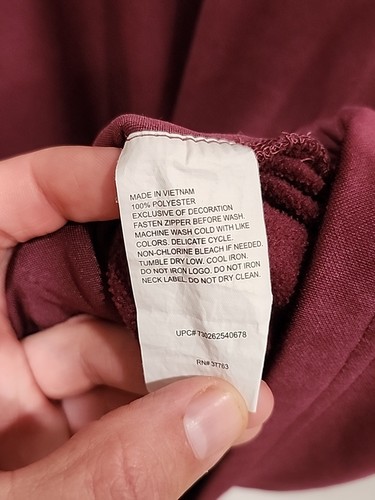 MADE IN VIETNAM
100% POLYESTER
EXCLUSIVE OF DECORATION
FASTEN ZIPPER BEFORE WASH.
MACHINE WASH COLD WITH LIKE
COLORS. DELICATE CYCLE.
NON-CHLORINE BLEACH IF NEEDED.
TUMBLE DRY LOW. COOL IRON.
DO NOT IRON LOGO. DO NOT IRON
NECK LABEL. DO NOT DRY CLEAN.
UPC# 730262540678
RN# 37763